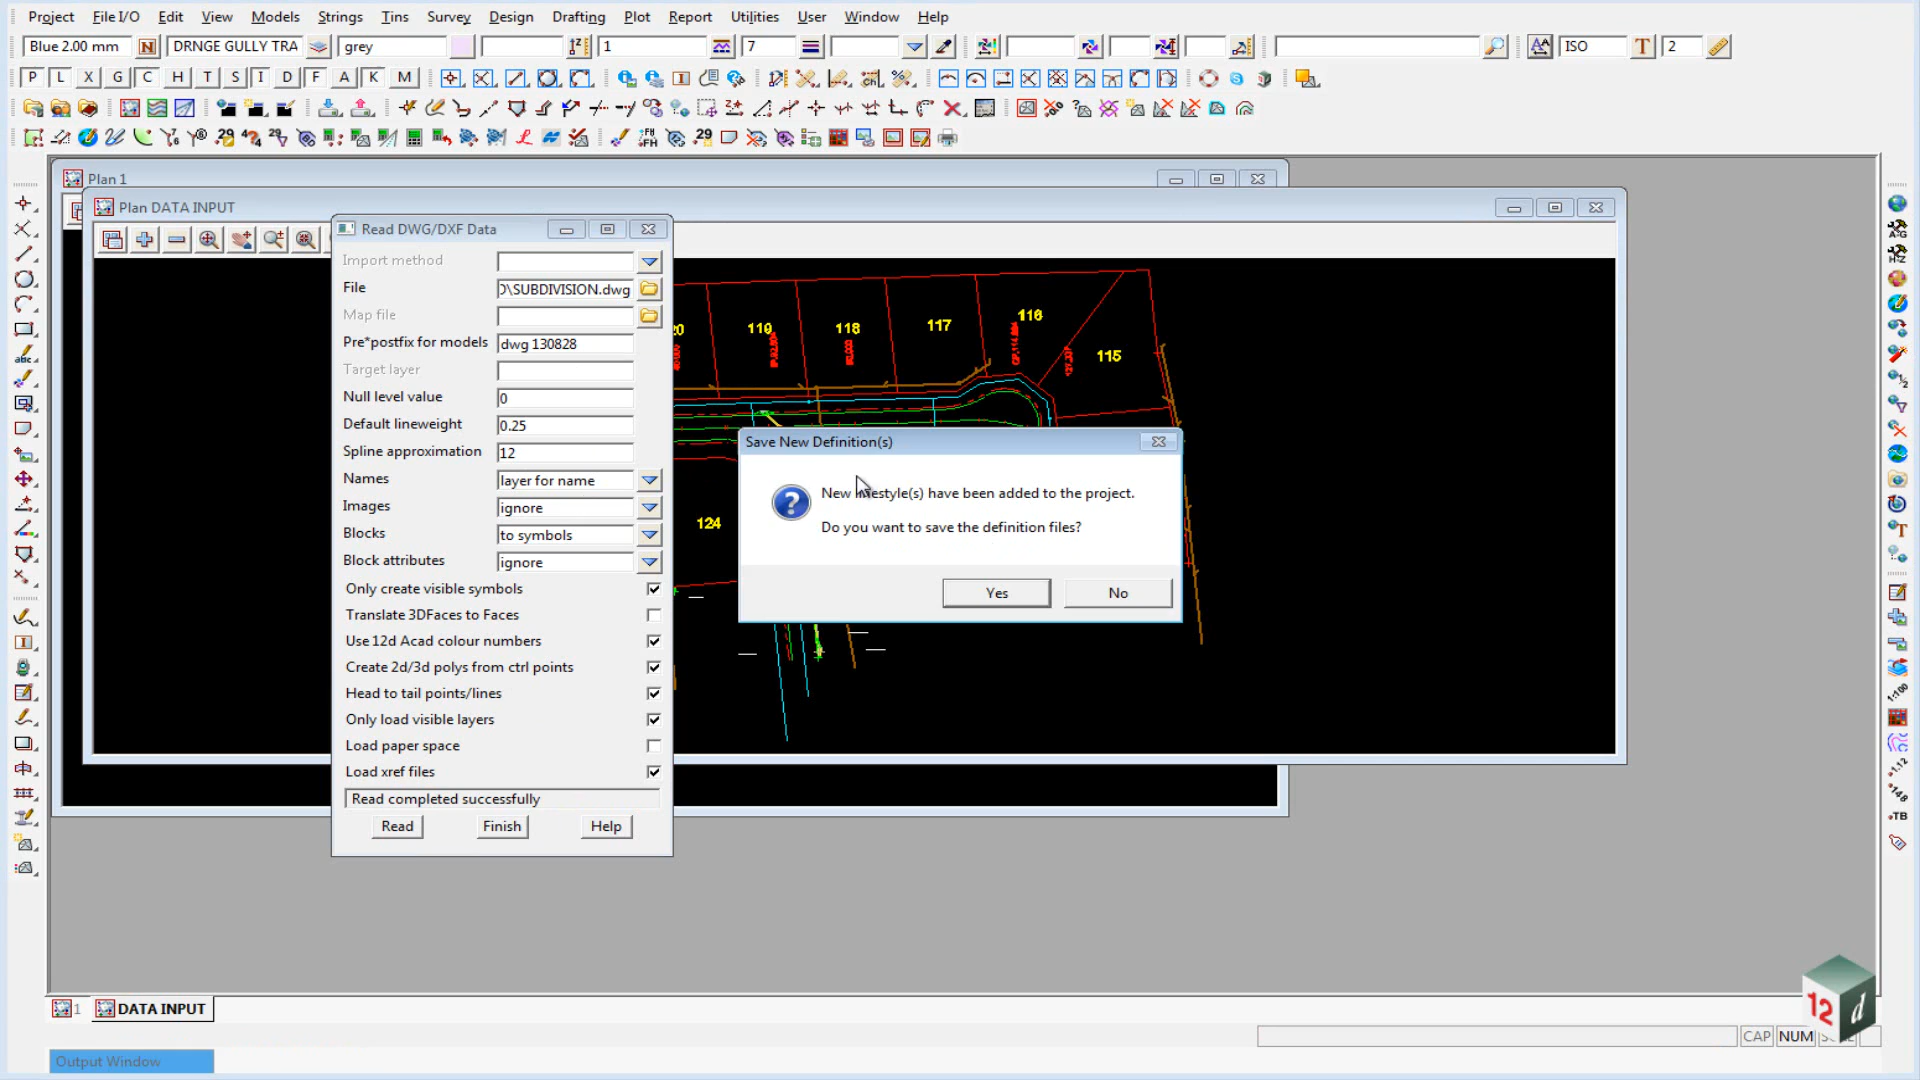 Project File I/O Edit View Models Strings Tins Survey Design Drafting Plot Report Utilities User Window Help
Blue 2.00 mm N DRNGE GULLY TRA grey 1 7 ISO T 2
P L X G C H T S I D F A K M
Plan 1
Plan DATA INPUT
Read DWG/DXF Data
Import method
File SUBDIVISION.dwg
Map file
Pre*postfix for models dwg 130828
Target layer
Null level value 0
Default lineweight 0.25
Spline approximation 12
Names layer for name
Images ignore
Blocks to symbols
Block attributes ignore
Only create visible symbols
Translate 3DFaces to Faces
Use 12d Acad colour numbers
Create 2d/3d polys from ctrl points
Head to tail points/lines
Only load visible layers
Load paper space
Load xref files
Read completed successfully
Read Finish Help
119 118 117 116 115
124
Save New Definition(s)
New linestyle(s) have been added to the project.
Do you want to save the definition files?
Yes No
1 DATA INPUT
12 d
CAP NUM
Output Window